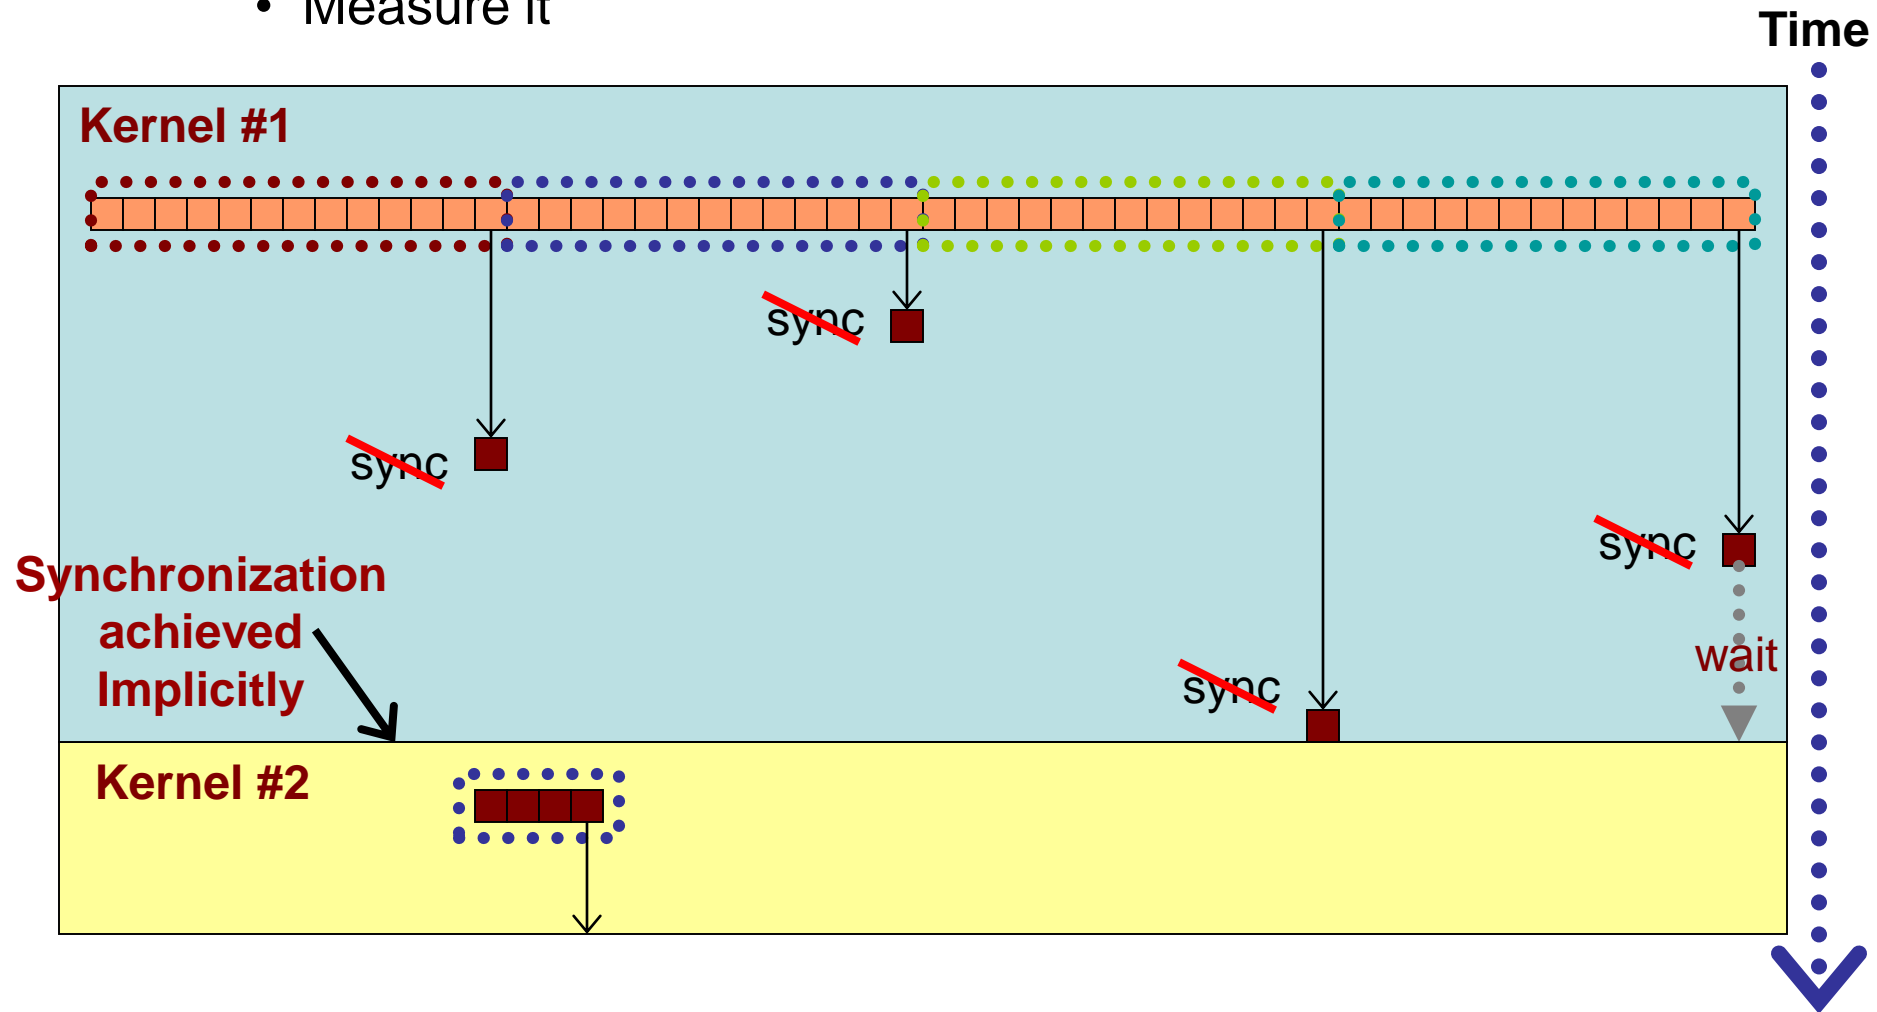 • Measure it
Time
Kernel #1
sync
sync
sync
Synchronization
achieved
Implicitly
wait
sync
Kernel #2